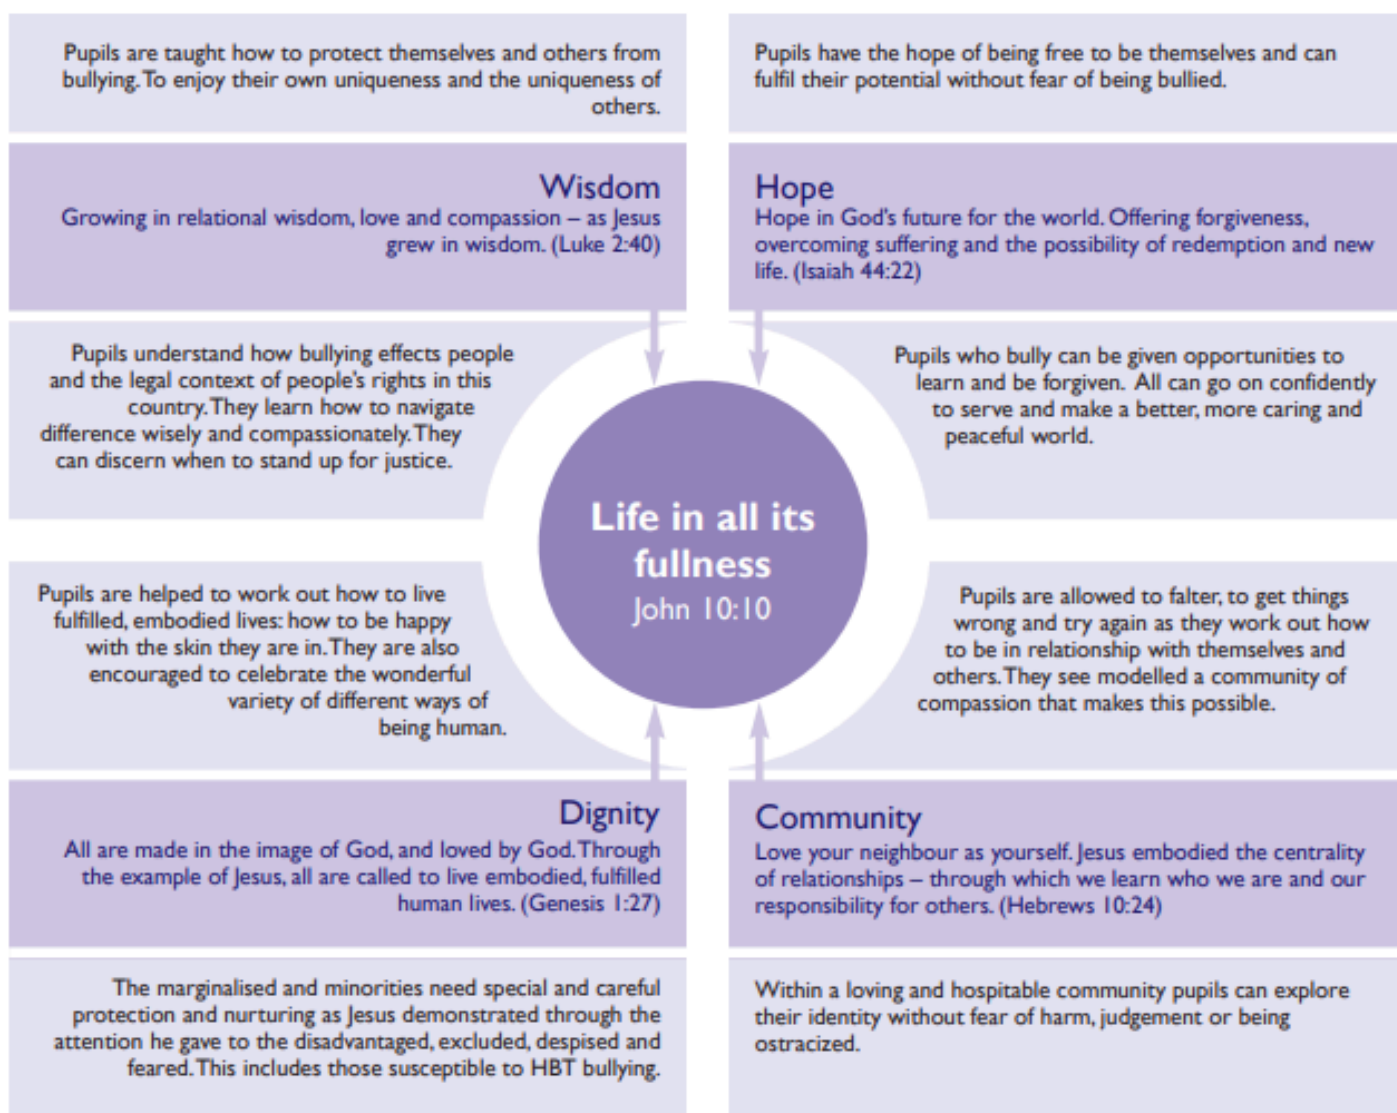 Pupils are taught how to protect themselves and others from
bullying. To enjoy their own uniqueness and the uniqueness of
others.
Pupils have the hope of being free to be themselves and can
fulfil their potential without fear of being bullied.
Wisdom
Growing in relational wisdom, love and compassion – as Jesus
grew in wisdom. (Luke 2:40)
Hope
Hope in God's future for the world. Offering forgiveness,
overcoming suffering and the possibility of redemption and new
life. (Isaiah 44:22)
Pupils understand how bullying effects people
and the legal context of people's rights in this
country. They learn how to navigate
difference wisely and compassionately. They
can discern when to stand up for justice.
Pupils who bully can be given opportunities to
learn and be forgiven. All can go on confidently
to serve and make a better, more caring and
peaceful world.
Life in all its
fullness
John 10:10
Pupils are helped to work out how to live
fulfilled, embodied lives: how to be happy
with the skin they are in. They are also
encouraged to celebrate the wonderful
variety of different ways of
being human.
Pupils are allowed to falter, to get things
wrong and try again as they work out how
to be in relationship with themselves and
others. They see modelled a community of
compassion that makes this possible.
Dignity
All are made in the image of God, and loved by God. Through
the example of Jesus, all are called to live embodied, fulfilled
human lives. (Genesis 1:27)
Community
Love your neighbour as yourself. Jesus embodied the centrality
of relationships – through which we learn who we are and our
responsibility for others. (Hebrews 10:24)
The marginalised and minorities need special and careful
protection and nurturing as Jesus demonstrated through the
attention he gave to the disadvantaged, excluded, despised and
feared. This includes those susceptible to HBT bullying.
Within a loving and hospitable community pupils can explore
their identity without fear of harm, judgement or being
ostracized.